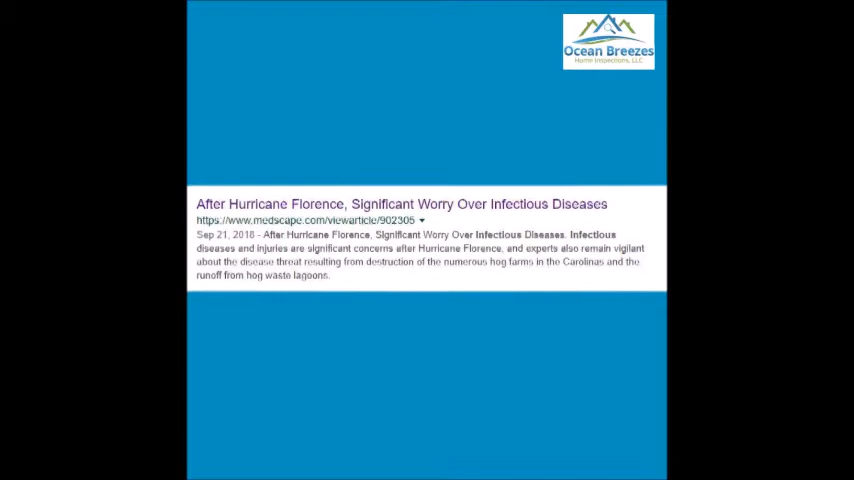 Ocean Breezes
Home Inspections, LLC
After Hurricane Florence, Significant Worry Over Infectious Diseases
https://www.medscape.com/viewarticle/902305
Sep 21, 2018 - After Hurricane Florence, Significant Worry Over Infectious Diseases. Infectious
diseases and injuries are significant concerns after Hurricane Florence, and experts also remain vigilant
about the disease threat resulting from destruction of the numerous hog farms in the Carolinas and the
runoff from hog waste lagoons.